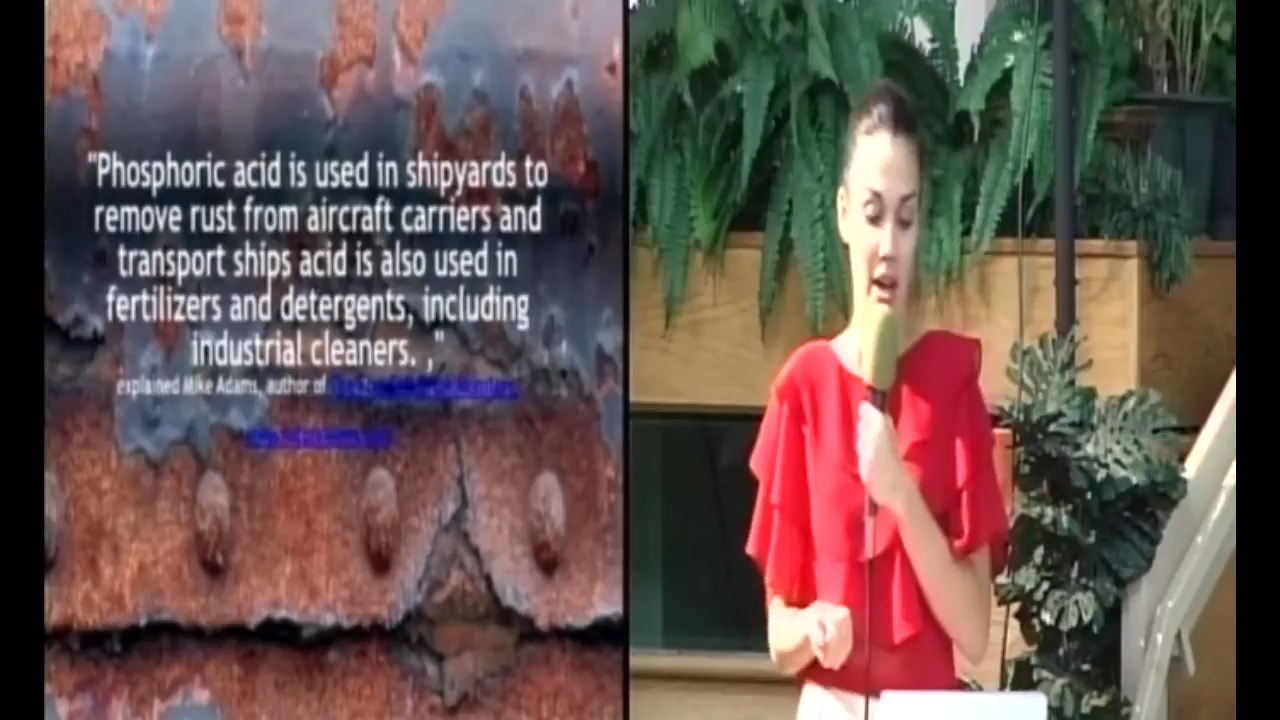 "Phosphoric acid is used in shipyards to
remove rust from aircraft carriers and
transport ships acid is also used in
fertilizers and detergents, including
industrial cleaners. ,"
explained Mike Adams, author of